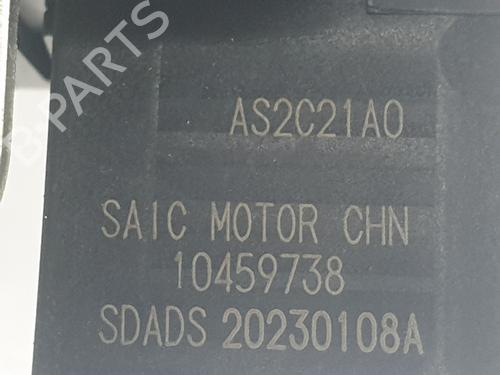 B-PARTS
AS2C21A0
SAIC MOTOR CHN
10459738
SDADS 20230108A